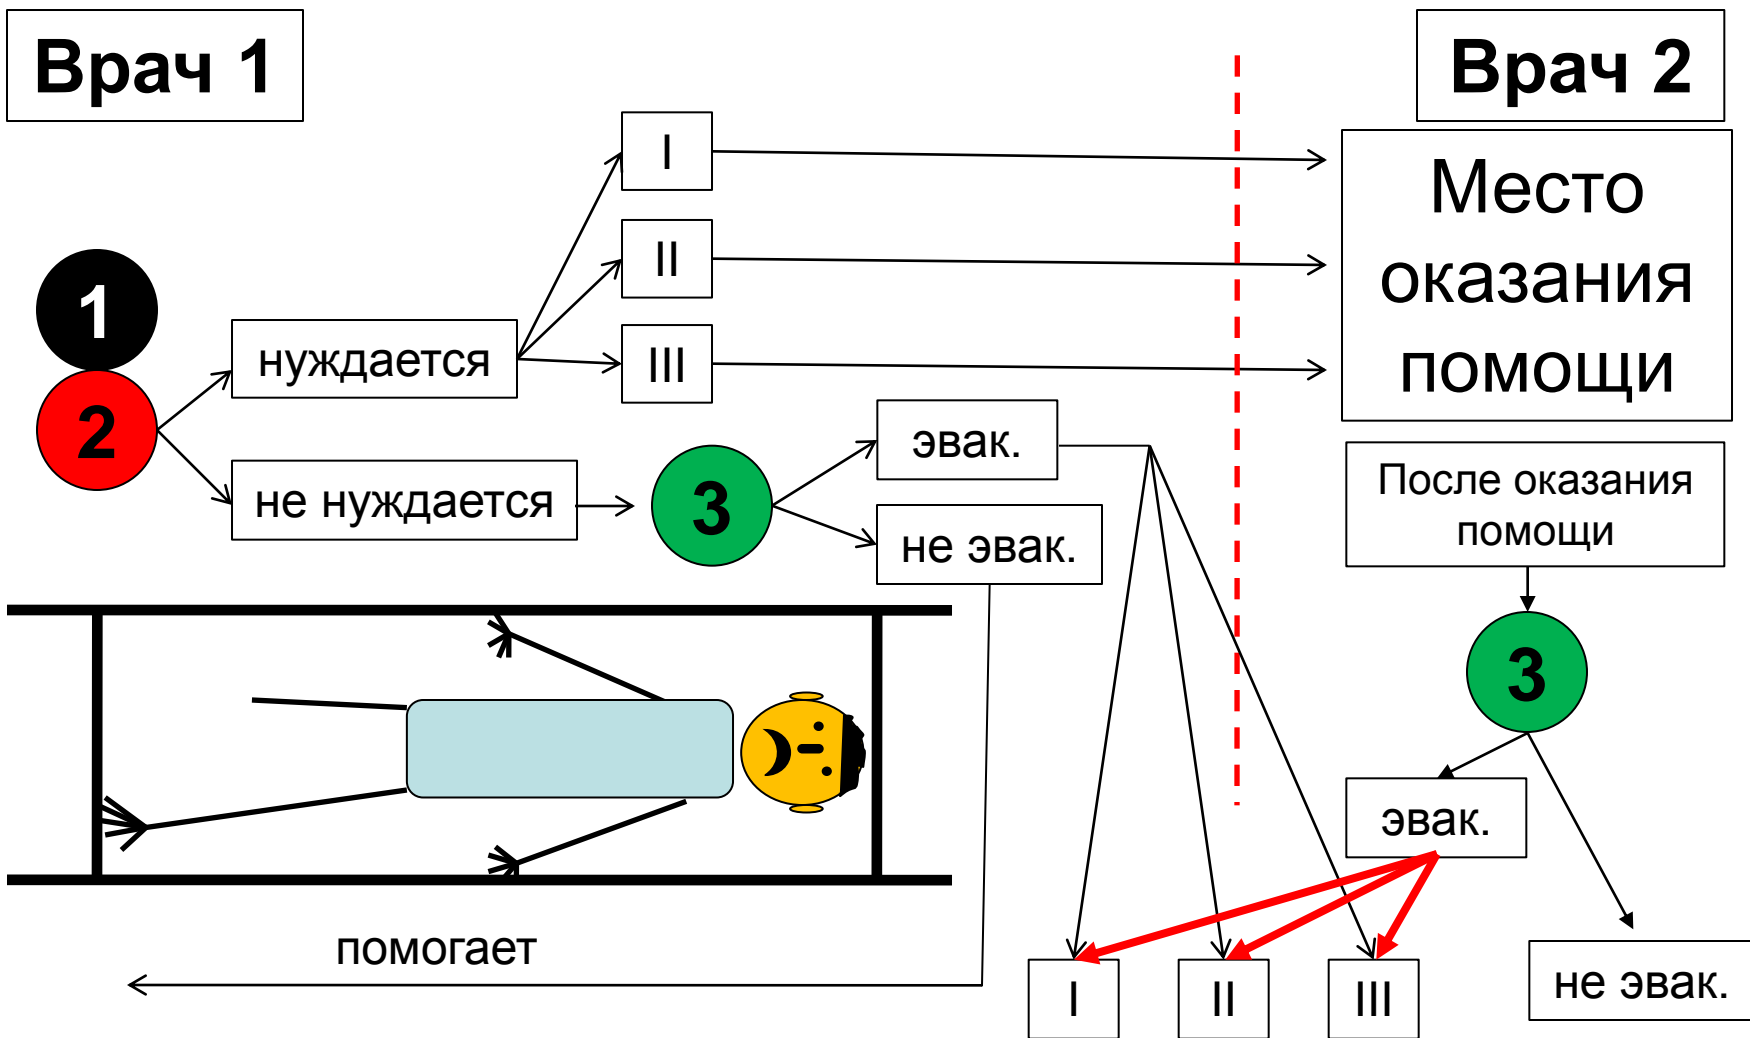 Врач 1
Врач 2
I
II
III
Место
оказания
помощи
1
2
нуждается
не нуждается
3
эвак.
не эвак.
После оказания
помощи
3
эвак.
не эвак.
помогает
I
II
III